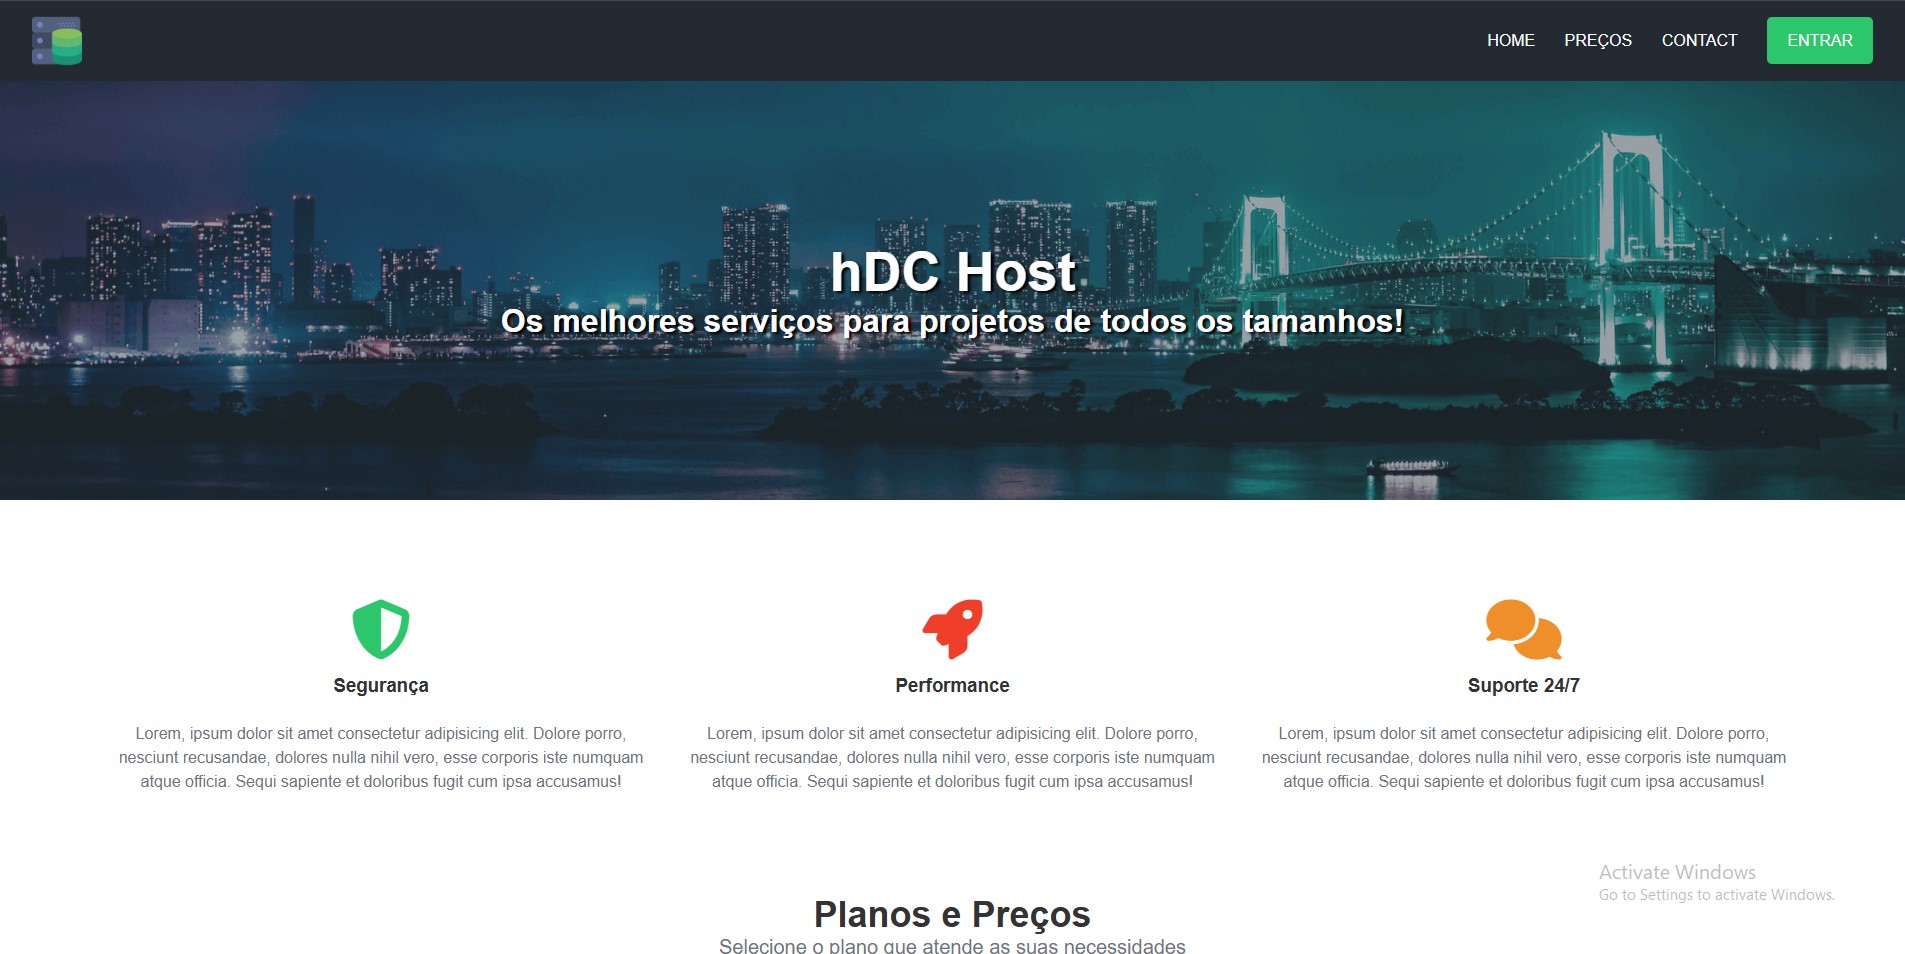 HOME PREÇOS CONTACT ENTRAR
hDC Host
Os melhores serviços para projetos de todos os tamanhos!
Segurança
Lorem, ipsum dolor sit amet consectetur adipisicing elit. Dolore porro,
nesciunt recusandae, dolores nulla nihil vero, esse corporis iste numquam
atque officia. Sequi sapiente et doloribus fugit cum ipsa accusamus!
Performance
Lorem, ipsum dolor sit amet consectetur adipisicing elit. Dolore porro,
nesciunt recusandae, dolores nulla nihil vero, esse corporis iste numquam
atque officia. Sequi sapiente et doloribus fugit cum ipsa accusamus!
Suporte 24/7
Lorem, ipsum dolor sit amet consectetur adipisicing elit. Dolore porro,
nesciunt recusandae, dolores nulla nihil vero, esse corporis iste numquam
atque officia. Sequi sapiente et doloribus fugit cum ipsa accusamus!
Activate Windows
Go to Settings to activate Windows.
Planos e Preços
Selecione o plano que atende as suas necessidades